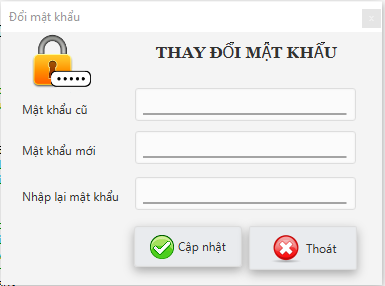 Đổi mật khẩu
THAY ĐỔI MẬT KHẨU
Mật khẩu cũ
Mật khẩu mới
Nhập lại mật khẩu
Cập nhật
Thoát